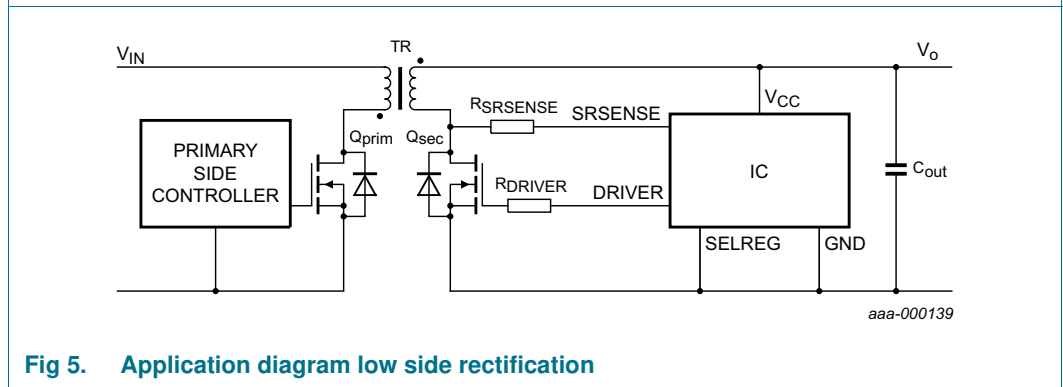 TR
V_IN
V_o
V_CC
R_SRSENSE
SRSENSE
Q_prim
Q_sec
PRIMARY
SIDE
CONTROLLER
IC
C_out
R_DRIVER
DRIVER
SELREG
GND
aaa-000139
Fig 5. Application diagram low side rectification